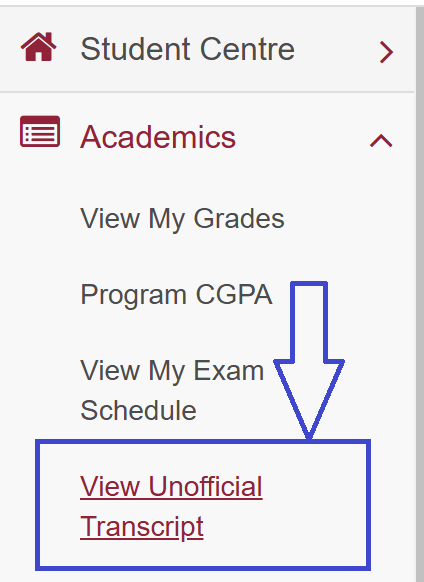 Student Centre
Academics
View My Grades
Program CGPA
View My Exam
Schedule
View Unofficial
Transcript